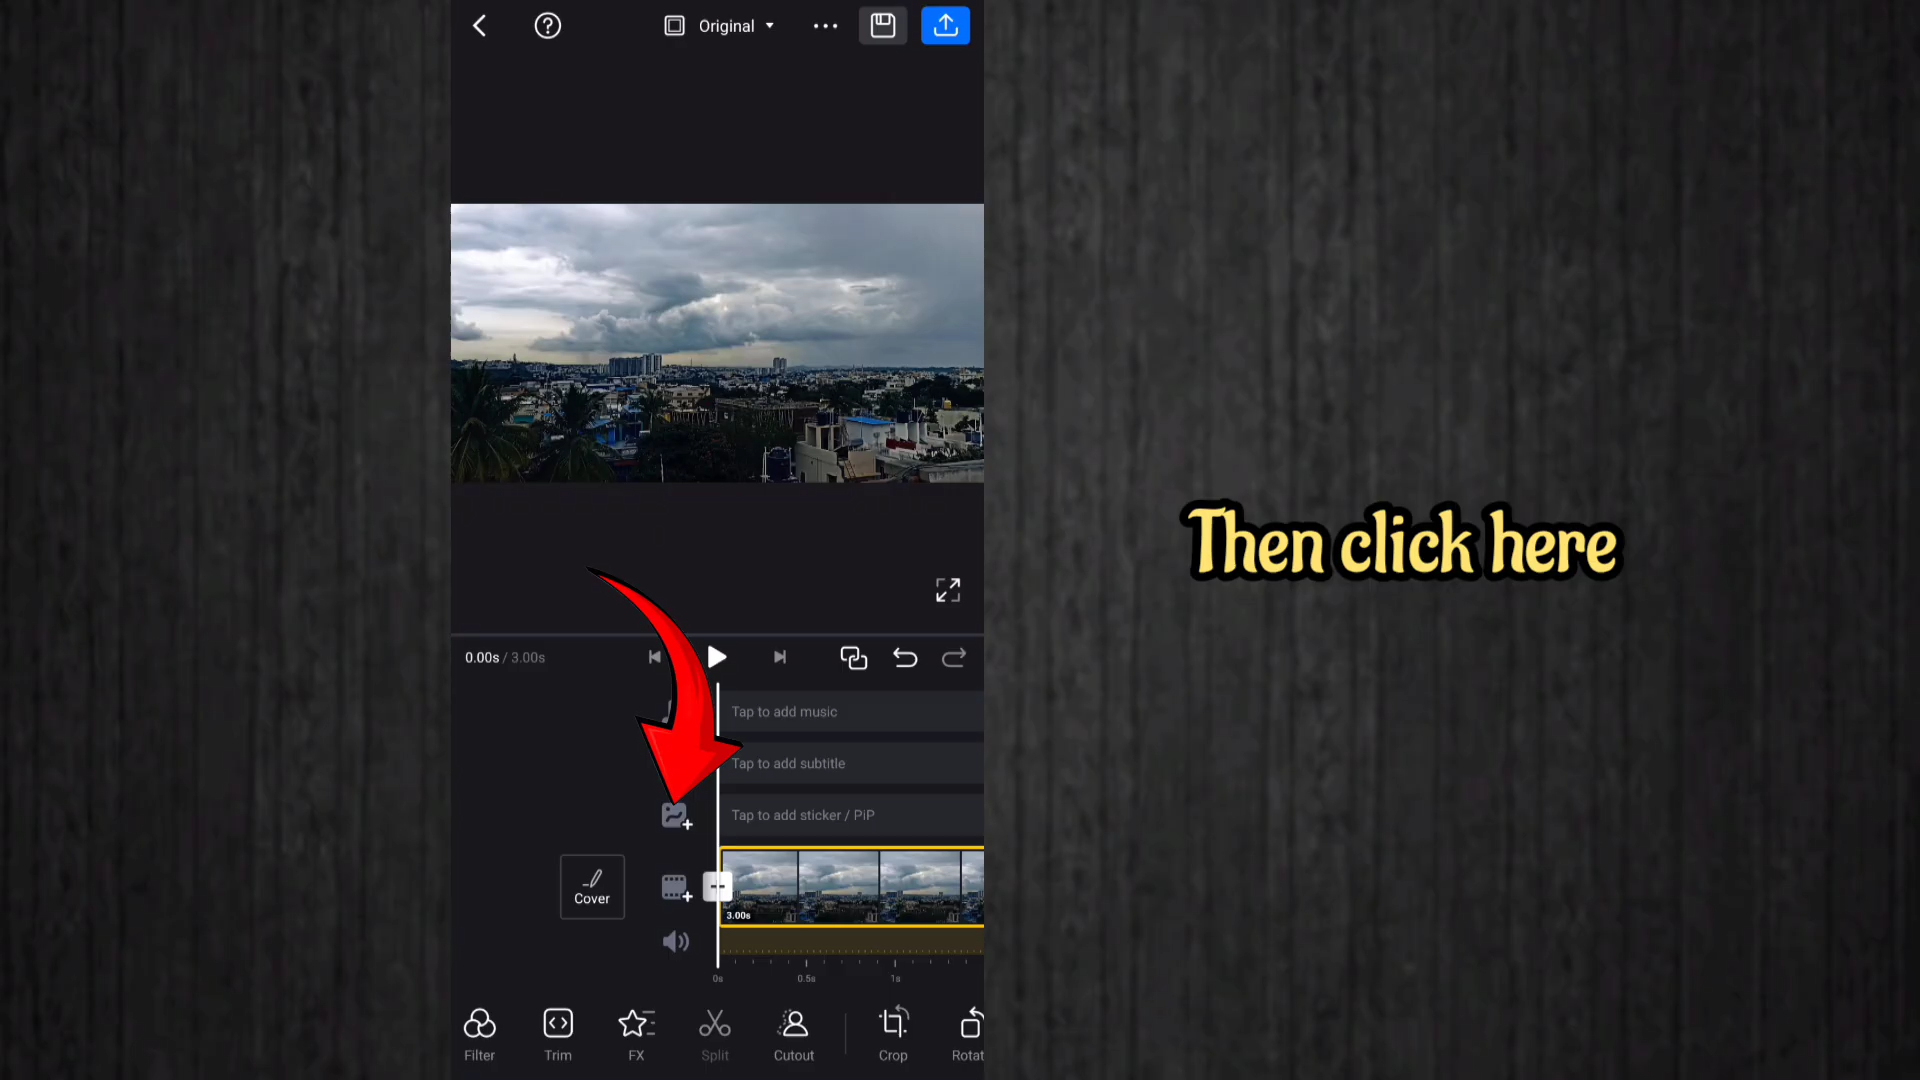 Original
Then click here
0.00s / 3.00s
Tap to add music
Tap to add subtitle
Tap to add sticker / PiP
Cover
3.00s
0s 0.5s 1s
Filter Trim FX Split Cutout Crop Rotat